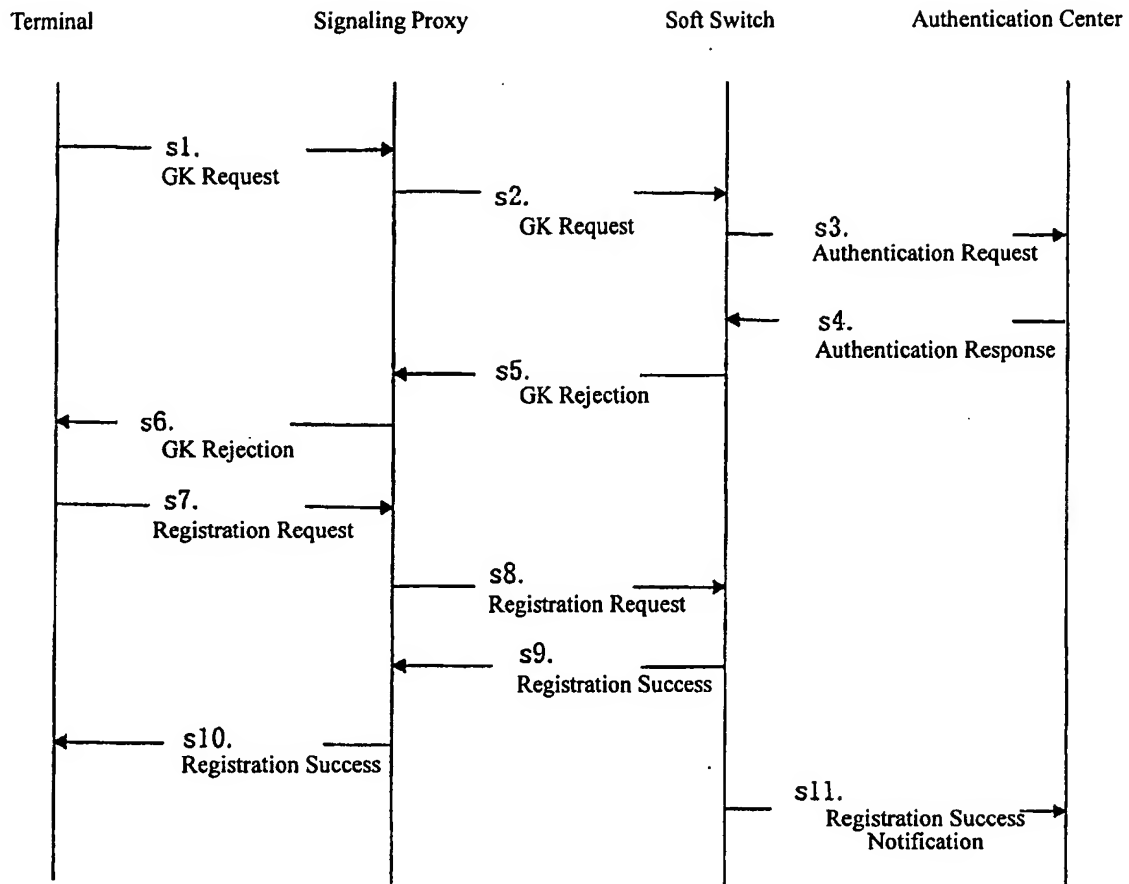 Terminal
Signaling Proxy
Soft Switch
Authentication Center
s1.
GK Request
s2.
GK Request
s3.
Authentication Request
s4.
Authentication Response
s5.
GK Rejection
s6.
GK Rejection
s7.
Registration Request
s8.
Registration Request
s9.
Registration Success
s10.
Registration Success
s11.
Registration Success
Notification